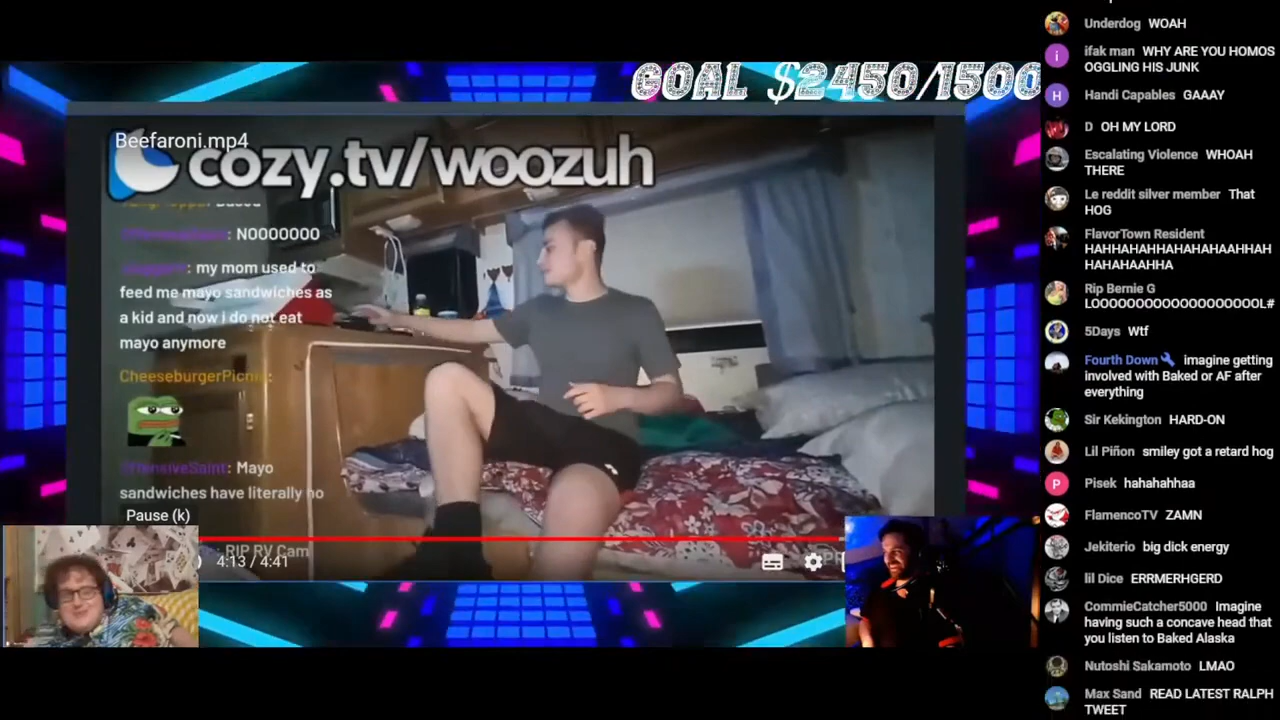 GOAL $2450/1500
Beefaroni.mp4
cozy.tv/woozuh
: NOOOOOOO
: my mom used to
feed me mayo sandwiches as
a kid and now i do not eat
mayo anymore
CheeseburgerPicnic:
OffensiveSaint: Mayo
sandwiches have literally no
Pause (k)
RIP RV Cam
4:13 / 4:41
Underdog WOAH
ifak man WHY ARE YOU HOMOS
OGGLING HIS JUNK
Handi Capables GAAAY
D OH MY LORD
Escalating Violence WHOAH
THERE
Le reddit silver member That
HOG
FlavorTown Resident
HAHHAHAHHAHAHAHAAHHAH
HAHAHAAHHA
Rip Bernie G
LOOOOOOOOOOOOOOOOOOOL#
5Days Wtf
Fourth Down imagine getting
involved with Baked or AF after
everything
Sir Kekington HARD-ON
Lil Piñon smiley got a retard hog
Pisek hahahahhaa
FlamencoTV ZAMN
Jekiterio big dick energy
lil Dice ERRMERHGERD
CommieCatcher5000 Imagine
having such a concave head that
you listen to Baked Alaska
Nutoshi Sakamoto LMAO
Max Sand READ LATEST RALPH
TWEET